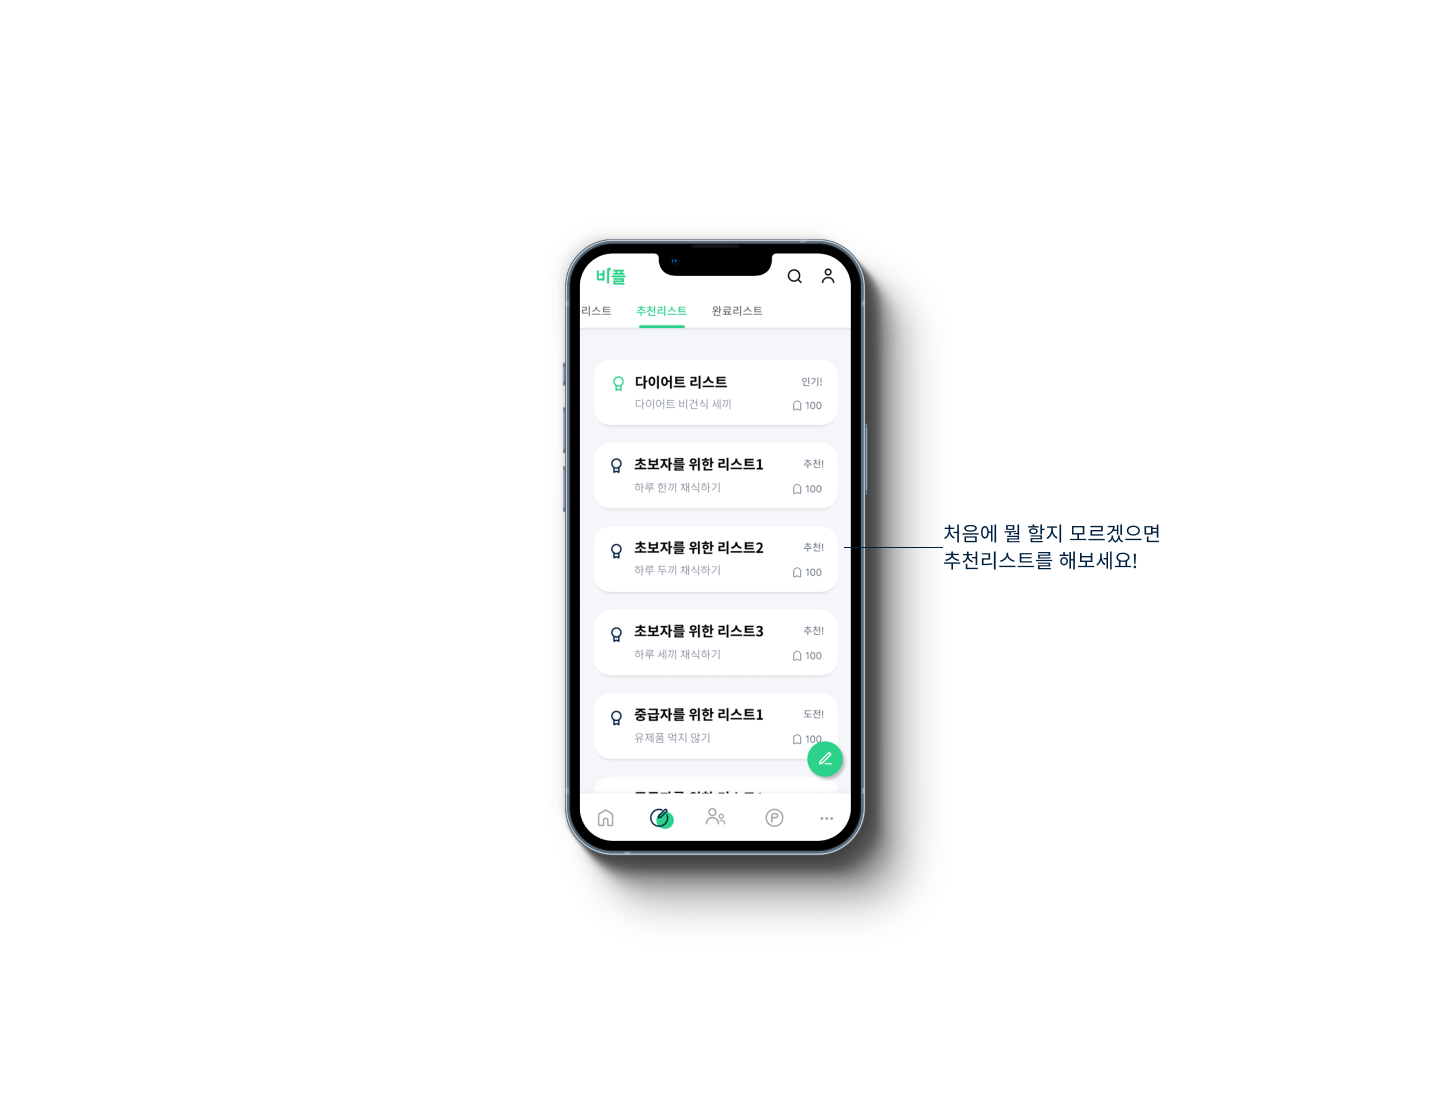 비플
리스트 추천리스트 완료리스트
다이어트 리스트 인기!
다이어트 비건식 세끼 100
초보자를 위한 리스트1 추천!
하루 한끼 채식하기 100
초보자를 위한 리스트2 추천!
하루 두끼 채식하기 100
초보자를 위한 리스트3 추천!
하루 세끼 채식하기 100
중급자를 위한 리스트1 도전!
유제품 먹지 않기 100
처음에 뭘 할지 모르겠으면
추천리스트를 해보세요!